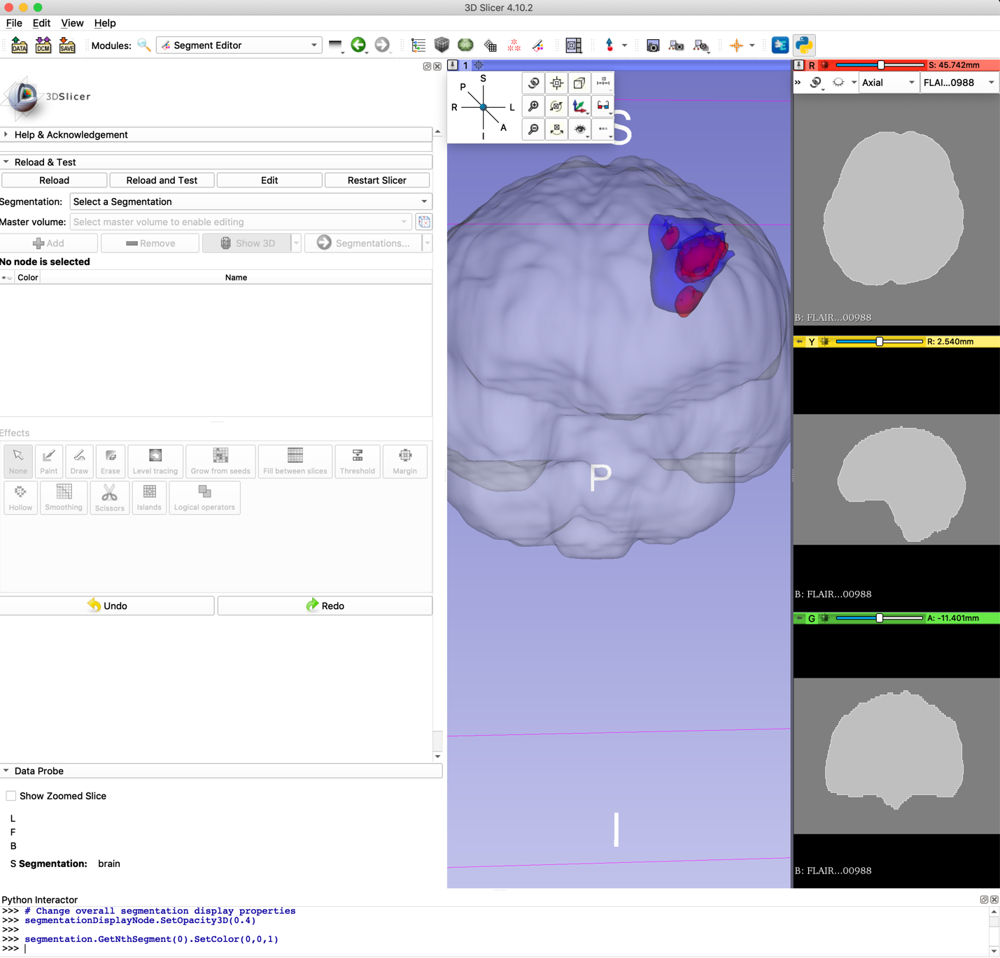 3D Slicer 4.10.2
File Edit View Help
DATA DCM SAVE Modules: Segment Editor
3DSlicer
Help & Acknowledgement
Reload & Test
Reload Reload and Test Edit Restart Slicer
Segmentation: Select a Segmentation
Master volume: Select master volume to enable editing
Add Remove Show 3D Segmentations...
No node is selected
Color Name
Effects
None Paint Draw Erase Level tracing Grow from seeds Fill between slices Threshold Margin
Hollow Smoothing Scissors Islands Logical operators
Undo Redo
Data Probe
Show Zoomed Slice
L
F
B
S Segmentation: brain
1
S
P
R L
A
I
S
P
I
R S: 45.742mm
» Axial FLAI...0988
B: FLAIR...00988
Y R: 2.540mm
B: FLAIR...00988
G A: -11.401mm
B: FLAIR...00988
Python Interactor
>>> # Change overall segmentation display properties
>>> segmentationDisplayNode.SetOpacity3D(0.4)
>>>
>>> segmentation.GetNthSegment(0).SetColor(0,0,1)
>>>